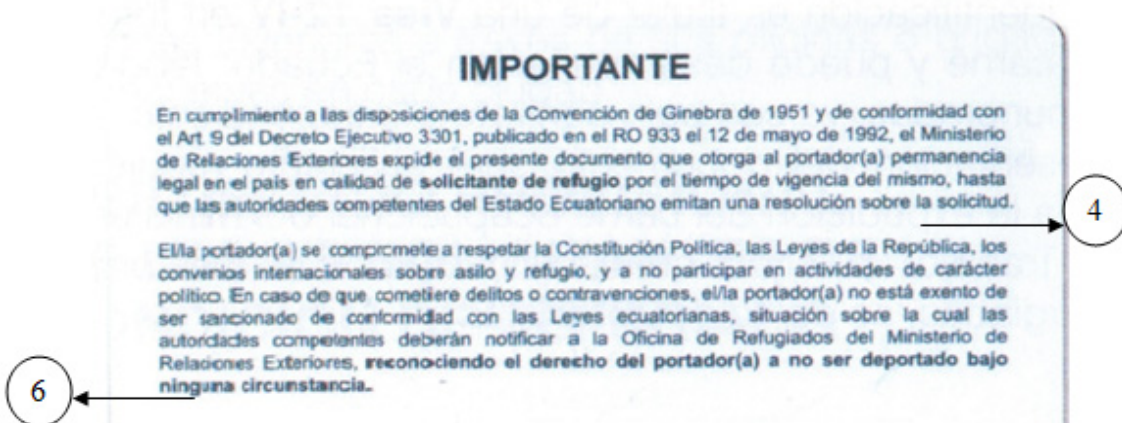 IMPORTANTE
En cumplimiento a las disposiciones de la Convención de Ginebra de 1951 y de conformidad con
el Art. 9 del Decreto Ejecutivo 3301, publicado en el RO 933 el 12 de mayo de 1992, el Ministerio
de Relaciones Exteriores expide el presente documento que otorga al portador(a) permanencia
legal en el país en calidad de solicitante de refugio por el tiempo de vigencia del mismo, hasta
que las autoridades competentes del Estado Ecuatoriano emitan una resolución sobre la solicitud.
4
El/la portador(a) se compromete a respetar la Constitución Política, las Leyes de la República, los
convenios internacionales sobre asilo y refugio, y a no participar en actividades de carácter
político. En caso de que cometiere delitos o contravenciones, el/la portador(a) no está exento de
ser sancionado de conformidad con las Leyes ecuatorianas, situación sobre la cual las
autoridades competentes deberán notificar a la Oficina de Refugiados del Ministerio de
Relaciones Exteriores, reconociendo el derecho del portador(a) a no ser deportado bajo
ninguna circunstancia.
6